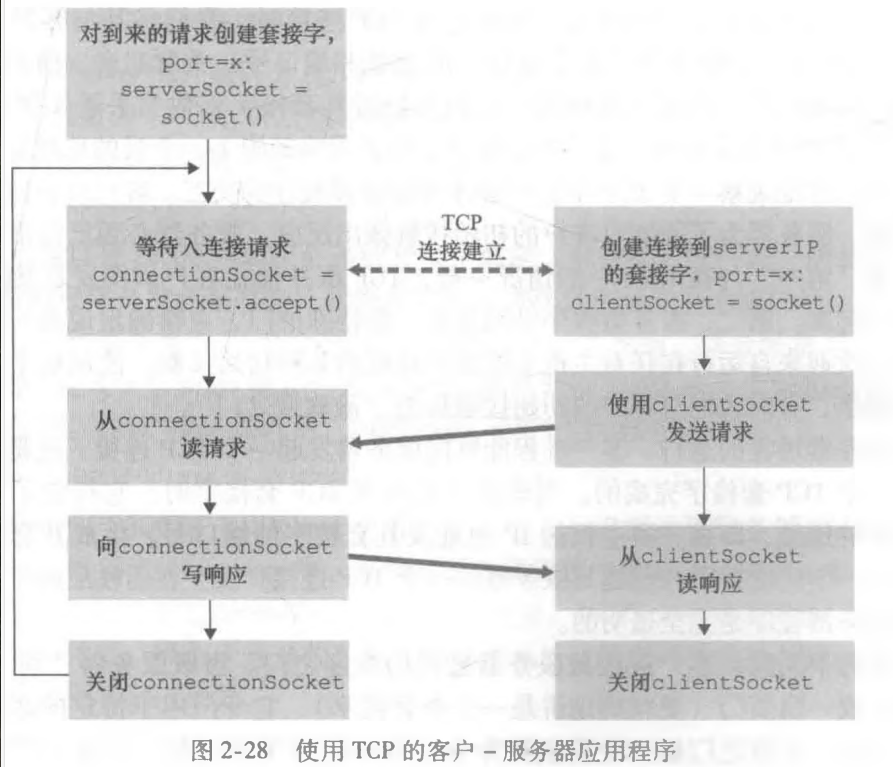 对到来的请求创建套接字，
port=x:
serverSocket =
socket()
等待入连接请求
connectionSocket =
serverSocket.accept()
TCP
连接建立
创建连接到serverIP
的套接字，port=x:
clientSocket = socket()
从connectionSocket
读请求
使用clientSocket
发送请求
向connectionSocket
写响应
从clientSocket
读响应
关闭connectionSocket
关闭clientSocket
图 2-28 使用 TCP 的客户 – 服务器应用程序